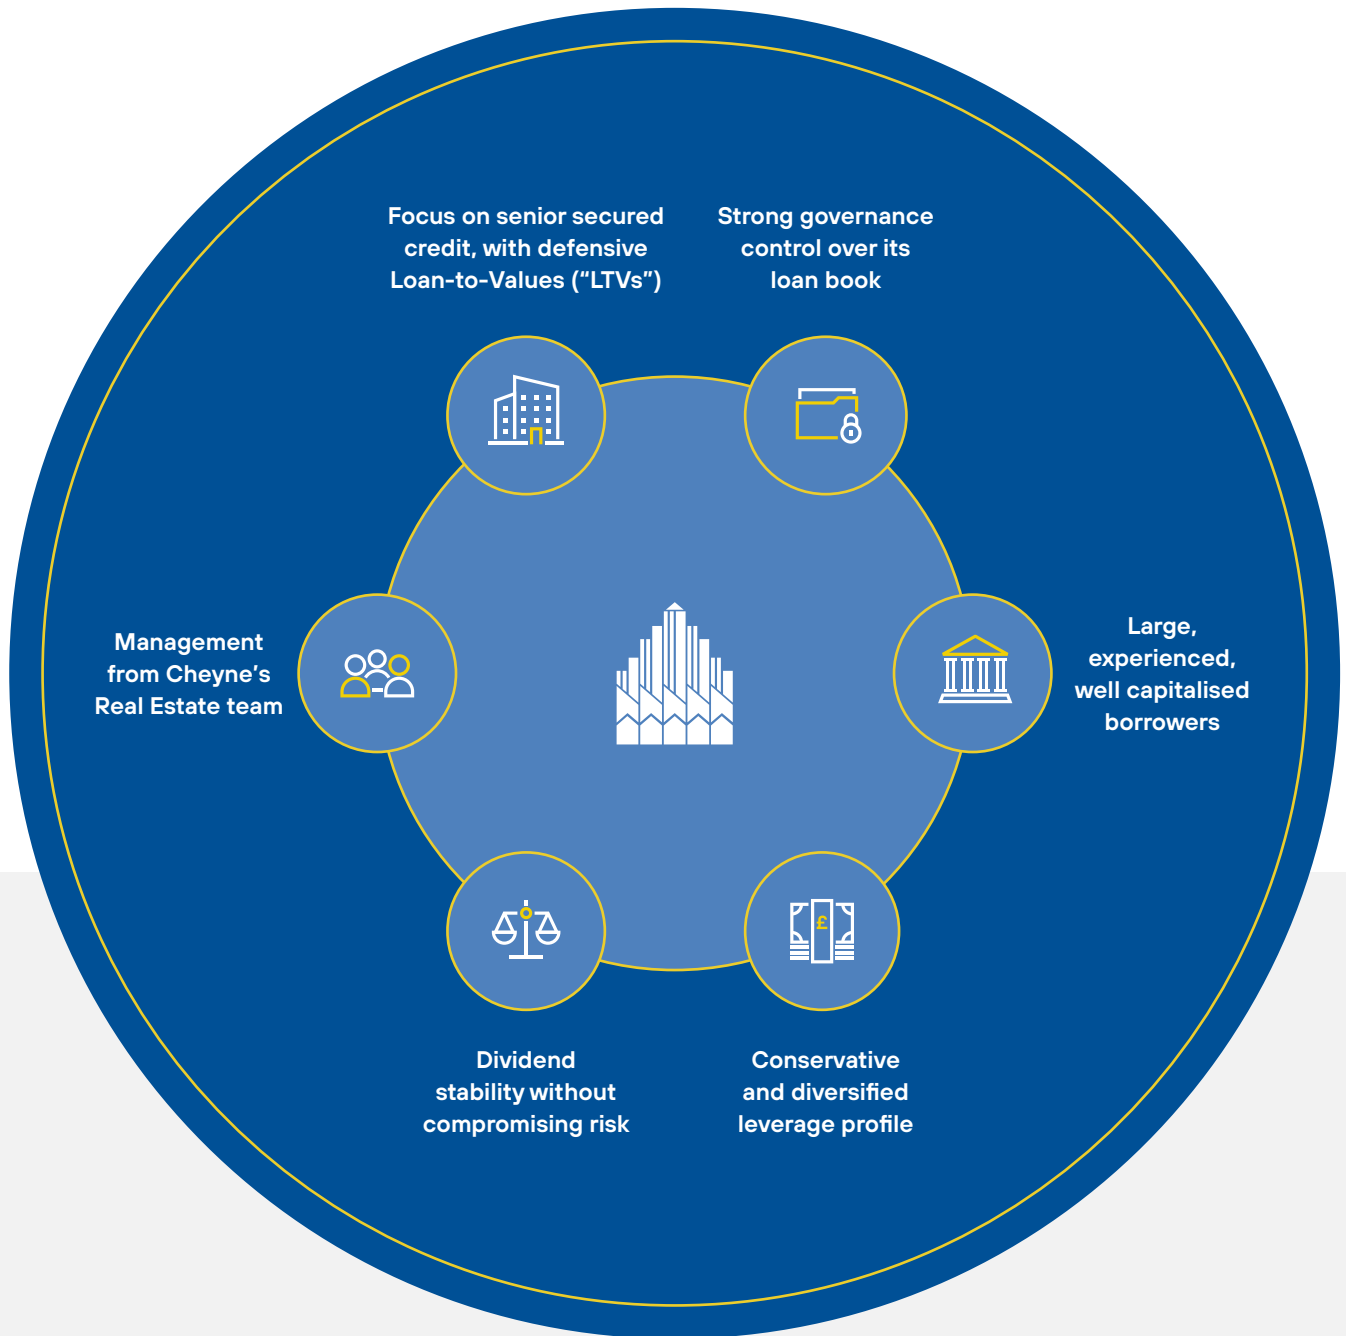 Focus on senior secured
credit, with defensive
Loan-to-Values (“LTVs”)
Strong governance
control over its
loan book
Large,
experienced,
well capitalised
borrowers
Conservative
and diversified
leverage profile
£
Dividend
stability without
compromising risk
Management
from Cheyne’s
Real Estate team